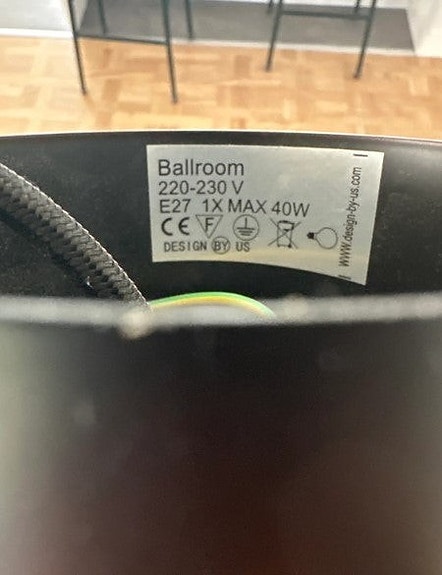 Ballroom
220-230 V
E27 1X MAX 40W
CE F
DESIGN BY US
www.design-by-us.com